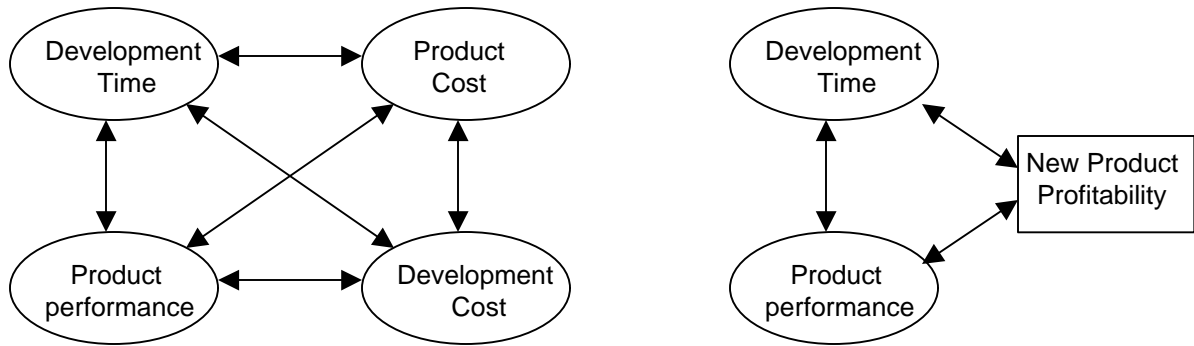 Development
Time
Product
Cost
Product
performance
Development
Cost
Development
Time
Product
performance
New Product
Profitability